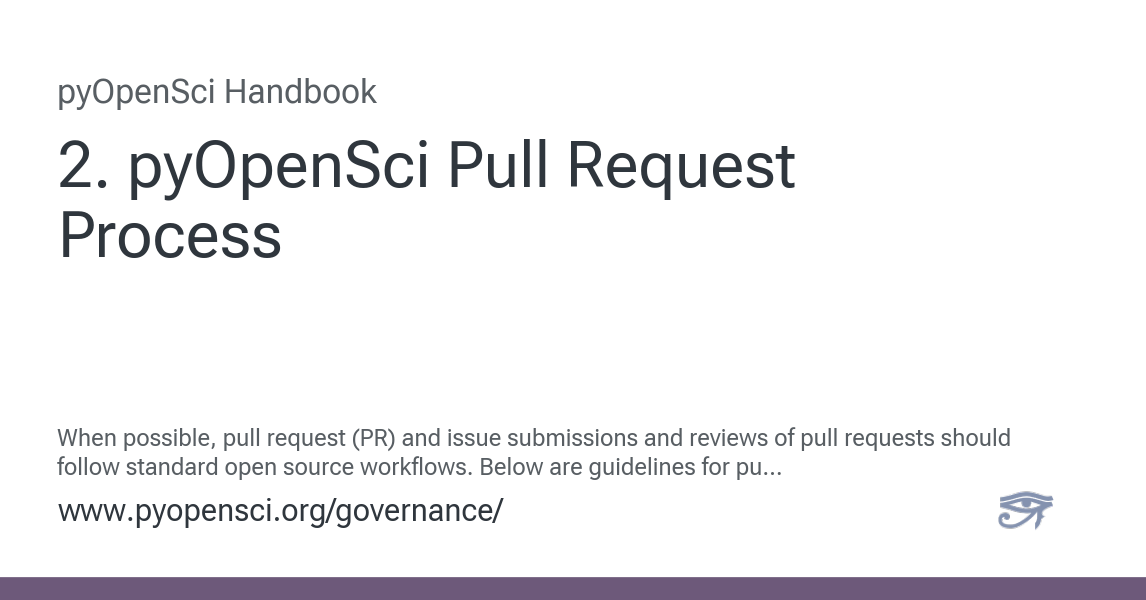 pyOpenSci Handbook
2. pyOpenSci Pull Request
Process
When possible, pull request (PR) and issue submissions and reviews of pull requests should
follow standard open source workflows. Below are guidelines for pu...
www.pyopensci.org/governance/